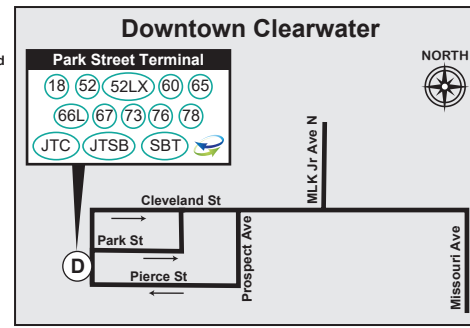 d
Downtown Clearwater
Park Street Terminal
NORTH
18 52 52LX 60 65
66L 67 73 76 78
JTC JTSB SBT
MLK Jr Ave N
Cleveland St
Park St
D
Pierce St
Prospect Ave
Missouri Ave